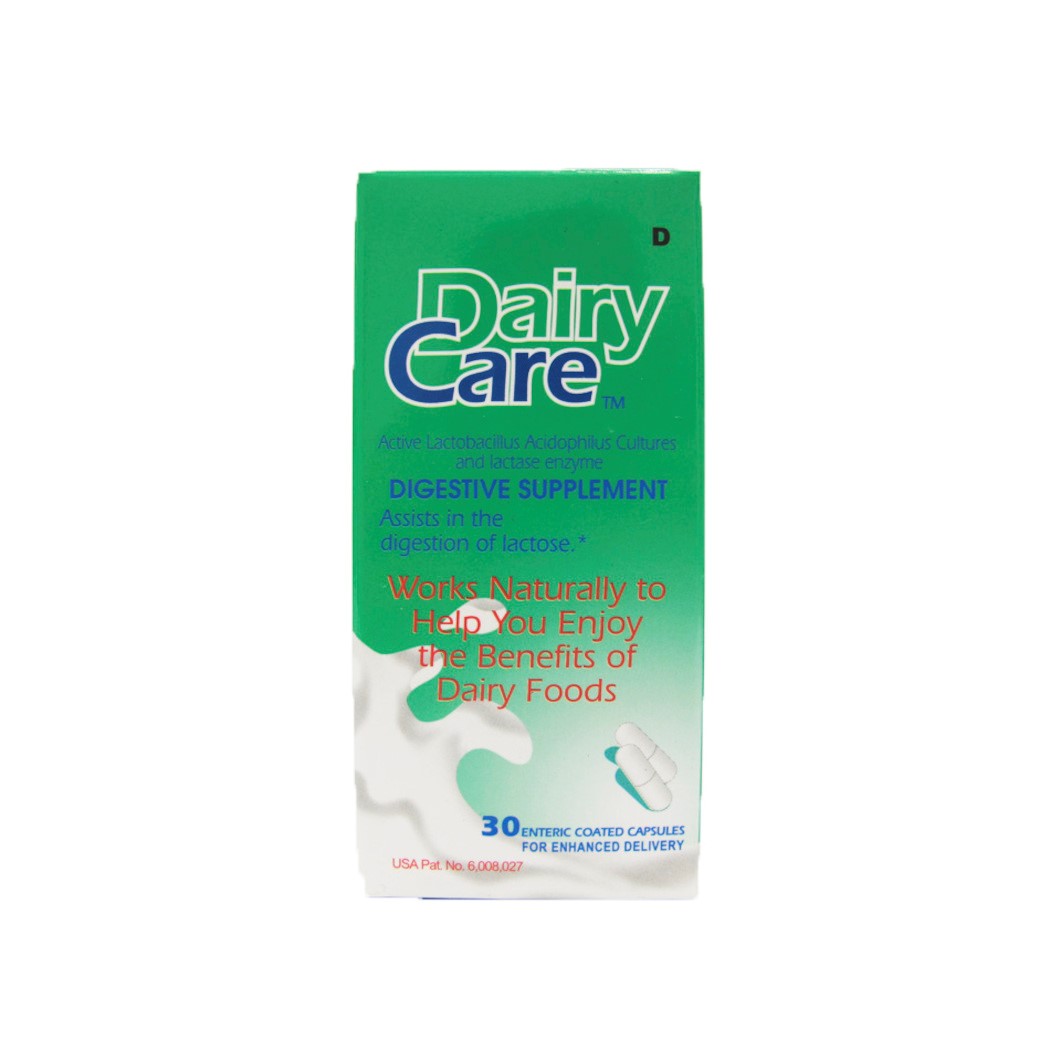 D
Dairy
Care™
Active Lactobacillus Acidophilus Cultures
and lactase enzyme
DIGESTIVE SUPPLEMENT
Assists in the
digestion of lactose.*
Works Naturally to
Help You Enjoy
the Benefits of
Dairy Foods
30 ENTERIC COATED CAPSULES
FOR ENHANCED DELIVERY
USA Pat. No. 6,008,027